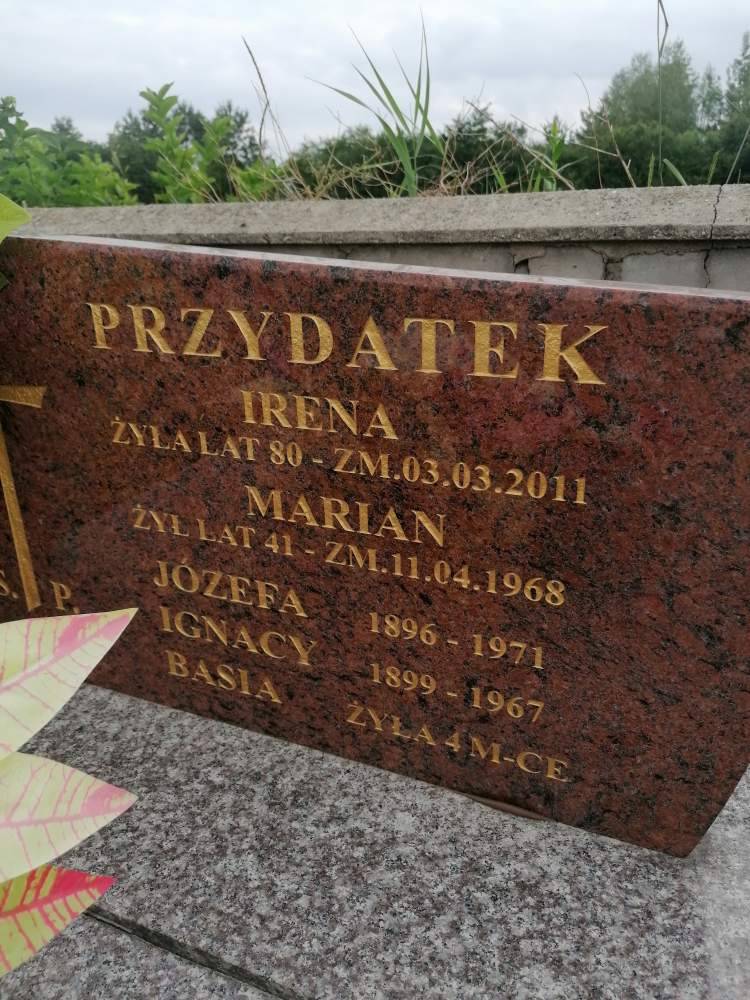 PRZYDATEK
IRENA
ŻYŁA LAT 80 - ZM.03.03.2011
MARIAN
ŻYŁ LAT 41 - ZM.11.04.1968
JÓZEFA 1896 - 1971
IGNACY 1899 - 1967
BASIA ŻYŁA 4 M-CE
Ś. P.